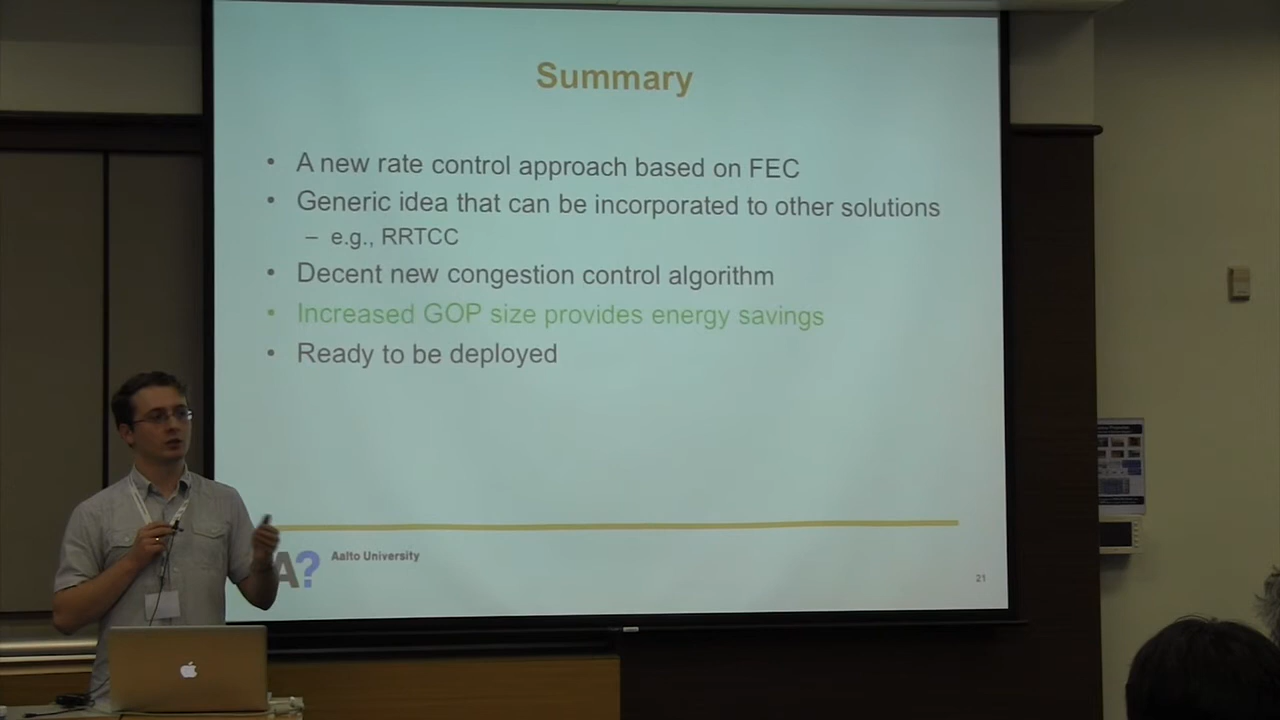 Summary
• A new rate control approach based on FEC
• Generic idea that can be incorporated to other solutions
– e.g., RRTCC
• Decent new congestion control algorithm
• Increased GOP size provides energy savings
• Ready to be deployed
A? Aalto University
21